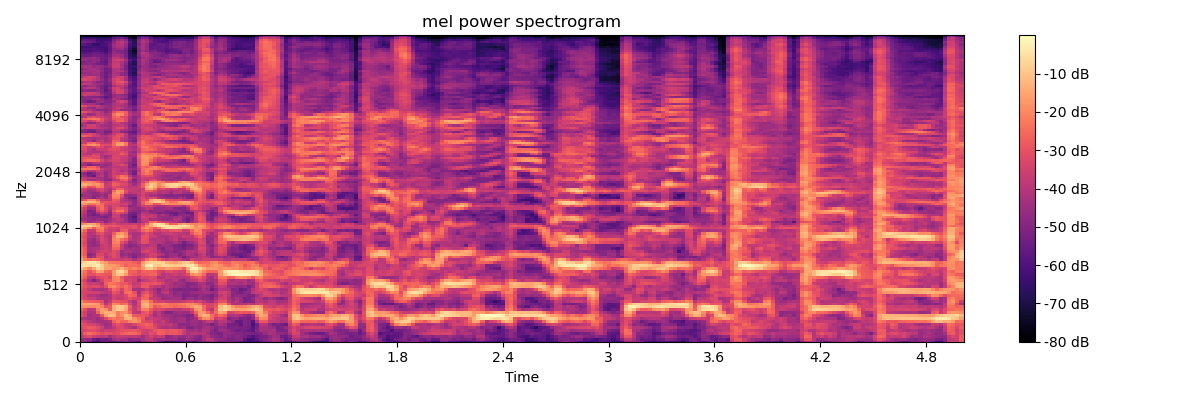 mel power spectrogram
8192
4096
2048
1024
512
0
Hz
0 0.6 1.2 1.8 2.4 3 3.6 4.2 4.8
Time
-10 dB
-20 dB
-30 dB
-40 dB
-50 dB
-60 dB
-70 dB
-80 dB